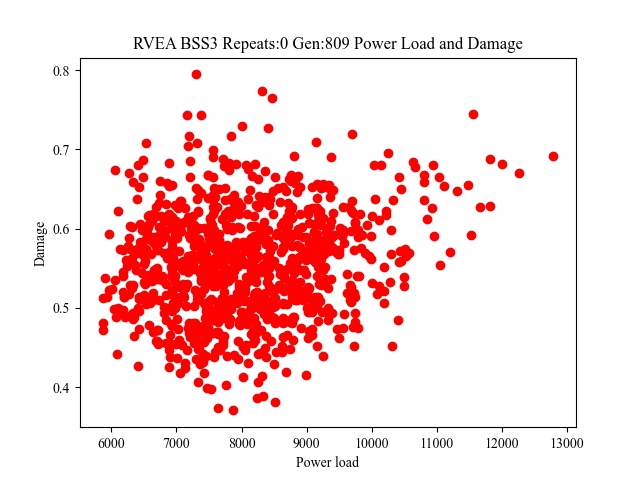 RVEA BSS3 Repeats:0 Gen:809 Power Load and Damage
0.8
0.7
0.6
0.5
0.4
Damage
6000 7000 8000 9000 10000 11000 12000 13000
Power load